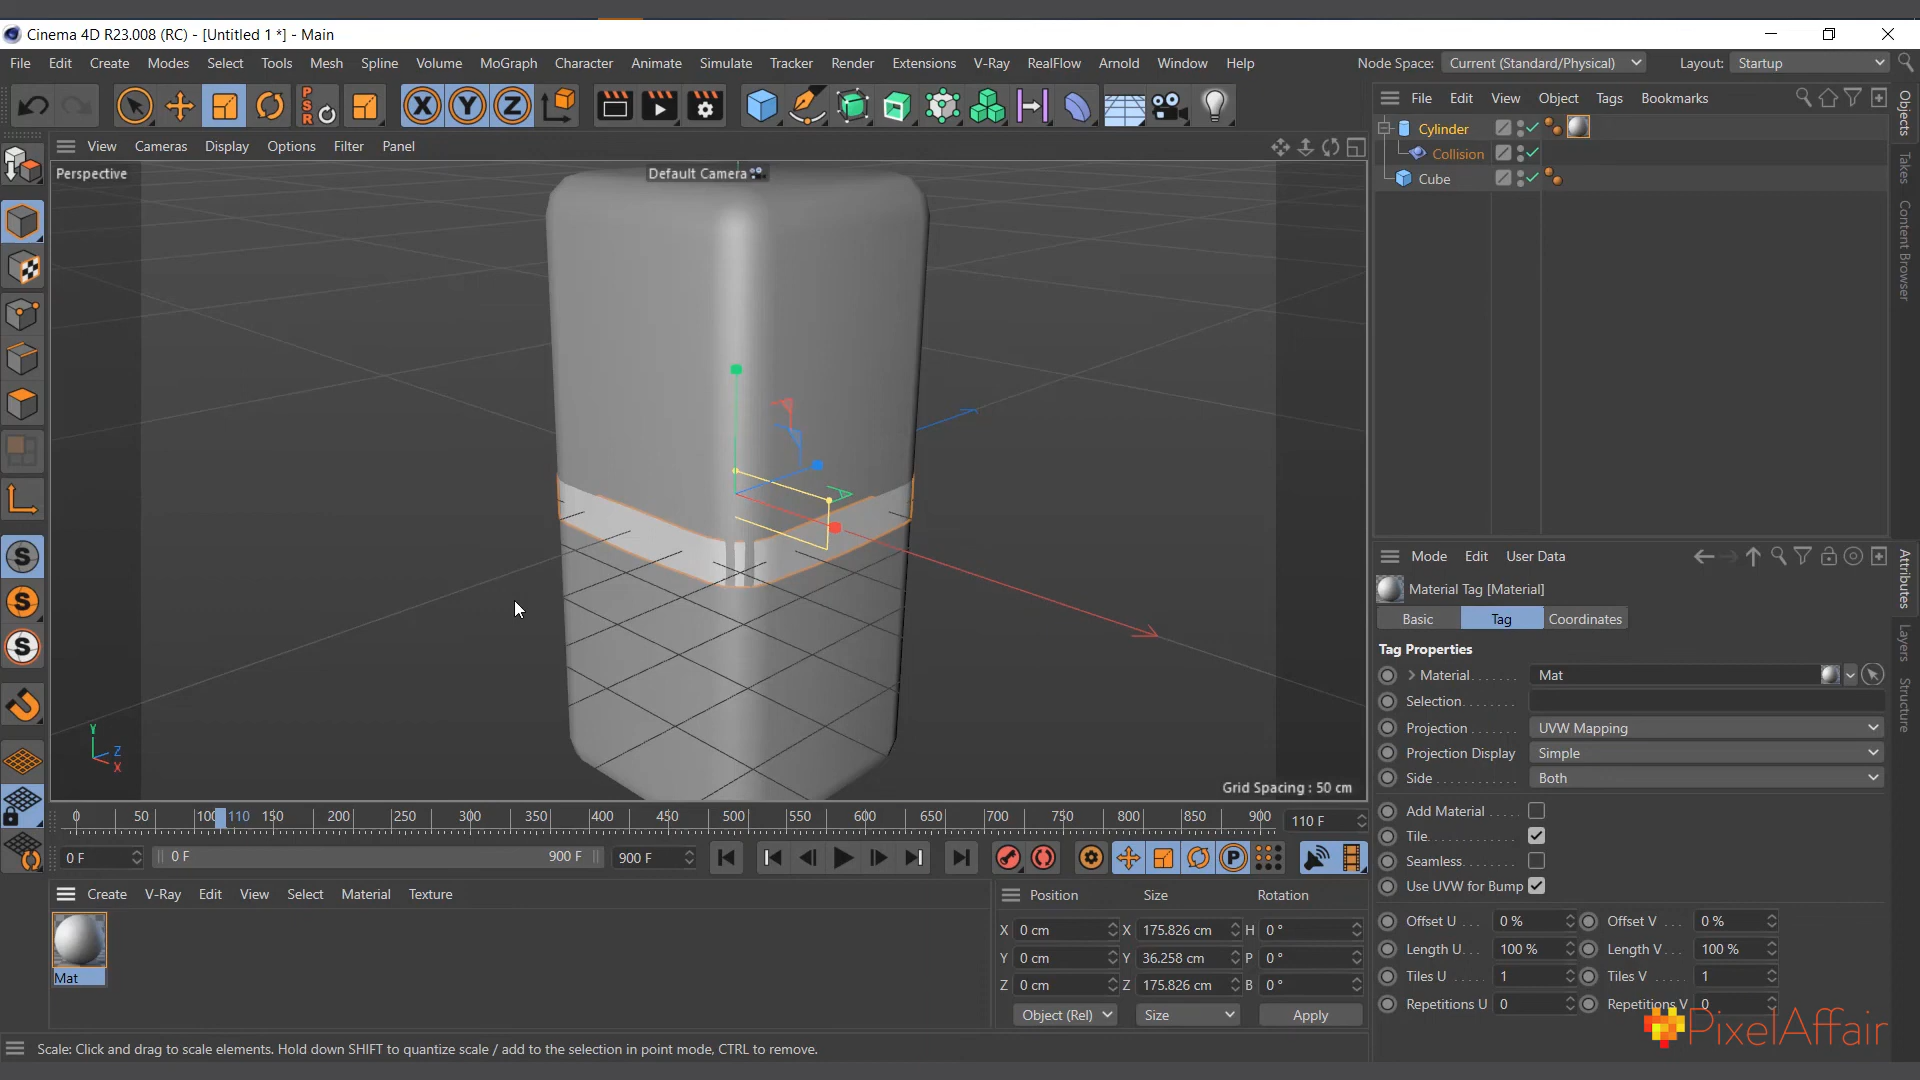 Cinema 4D R23.008 (RC) - [Untitled 1 *] - Main
File Edit Create Modes Select Tools Mesh Spline Volume MoGraph Character Animate Simulate Tracker Render Extensions V-Ray RealFlow Arnold Window Help
Node Space: Current (Standard/Physical) Layout: Startup
P
S
R
X Y Z
File Edit View Object Tags Bookmarks
Cylinder
Collision
Cube
Objects
Takes
Content Browser
View Cameras Display Options Filter Panel
Perspective
Default Camera
S
S
S
Y
Z
X
Grid Spacing : 50 cm
Mode Edit User Data
Material Tag [Material]
Basic Tag Coordinates
Tag Properties
Material Mat
Selection
Projection UVW Mapping
Projection Display Simple
Side Both
Add Material
Tile
Seamless
Use UVW for Bump
Offset U 0 % Offset V 0 %
Length U 100 % Length V 100 %
Tiles U 1 Tiles V 1
Repetitions U 0 Repetitions V 0
Attributes
Layers
Structure
0 50 100 110 150 200 250 300 350 400 450 500 550 600 650 700 750 800 850 900 110 F
0 F 0 F 900 F 900 F
P
Create V-Ray Edit View Select Material Texture
Mat
Position Size Rotation
X 0 cm X 175.826 cm H 0 °
Y 0 cm Y 36.258 cm P 0 °
Z 0 cm Z 175.826 cm B 0 °
Object (Rel) Size Apply
Scale: Click and drag to scale elements. Hold down SHIFT to quantize scale / add to the selection in point mode, CTRL to remove.
PixelAffair